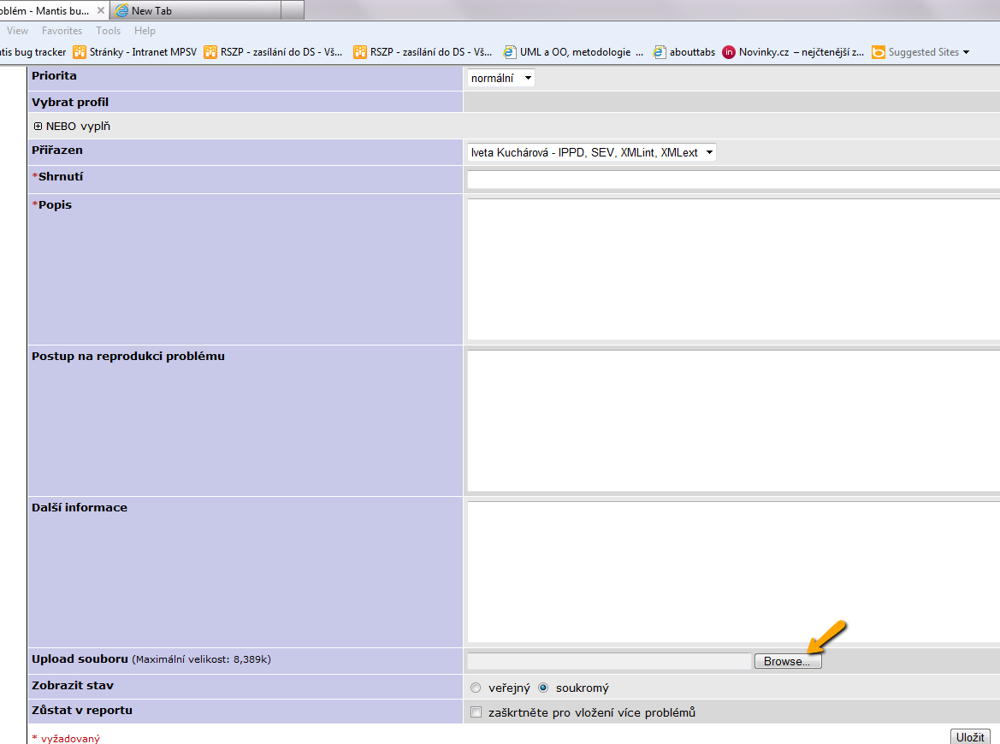 oblém - Mantis bu... New Tab
View Favorites Tools Help
tis bug tracker Stránky - Intranet MPSV RSZP - zasílání do DS - Vš... RSZP - zasílání do DS - Vš... UML a OO, metodologie ... abouttabs in Novinky.cz – nejčtenější z... Suggested Sites
Priorita normální
Vybrat profil
NEBO vyplň
Přiřazen Iveta Kuchárová - IPPD, SEV, XMLint, XMLext
*Shrnutí
*Popis
Postup na reprodukci problému
Další informace
Upload souboru (Maximální velikost: 8,389k) Browse...
Zobrazit stav veřejný soukromý
Zůstat v reportu zaškrtněte pro vložení více problémů
* vyžadovaný Uložit